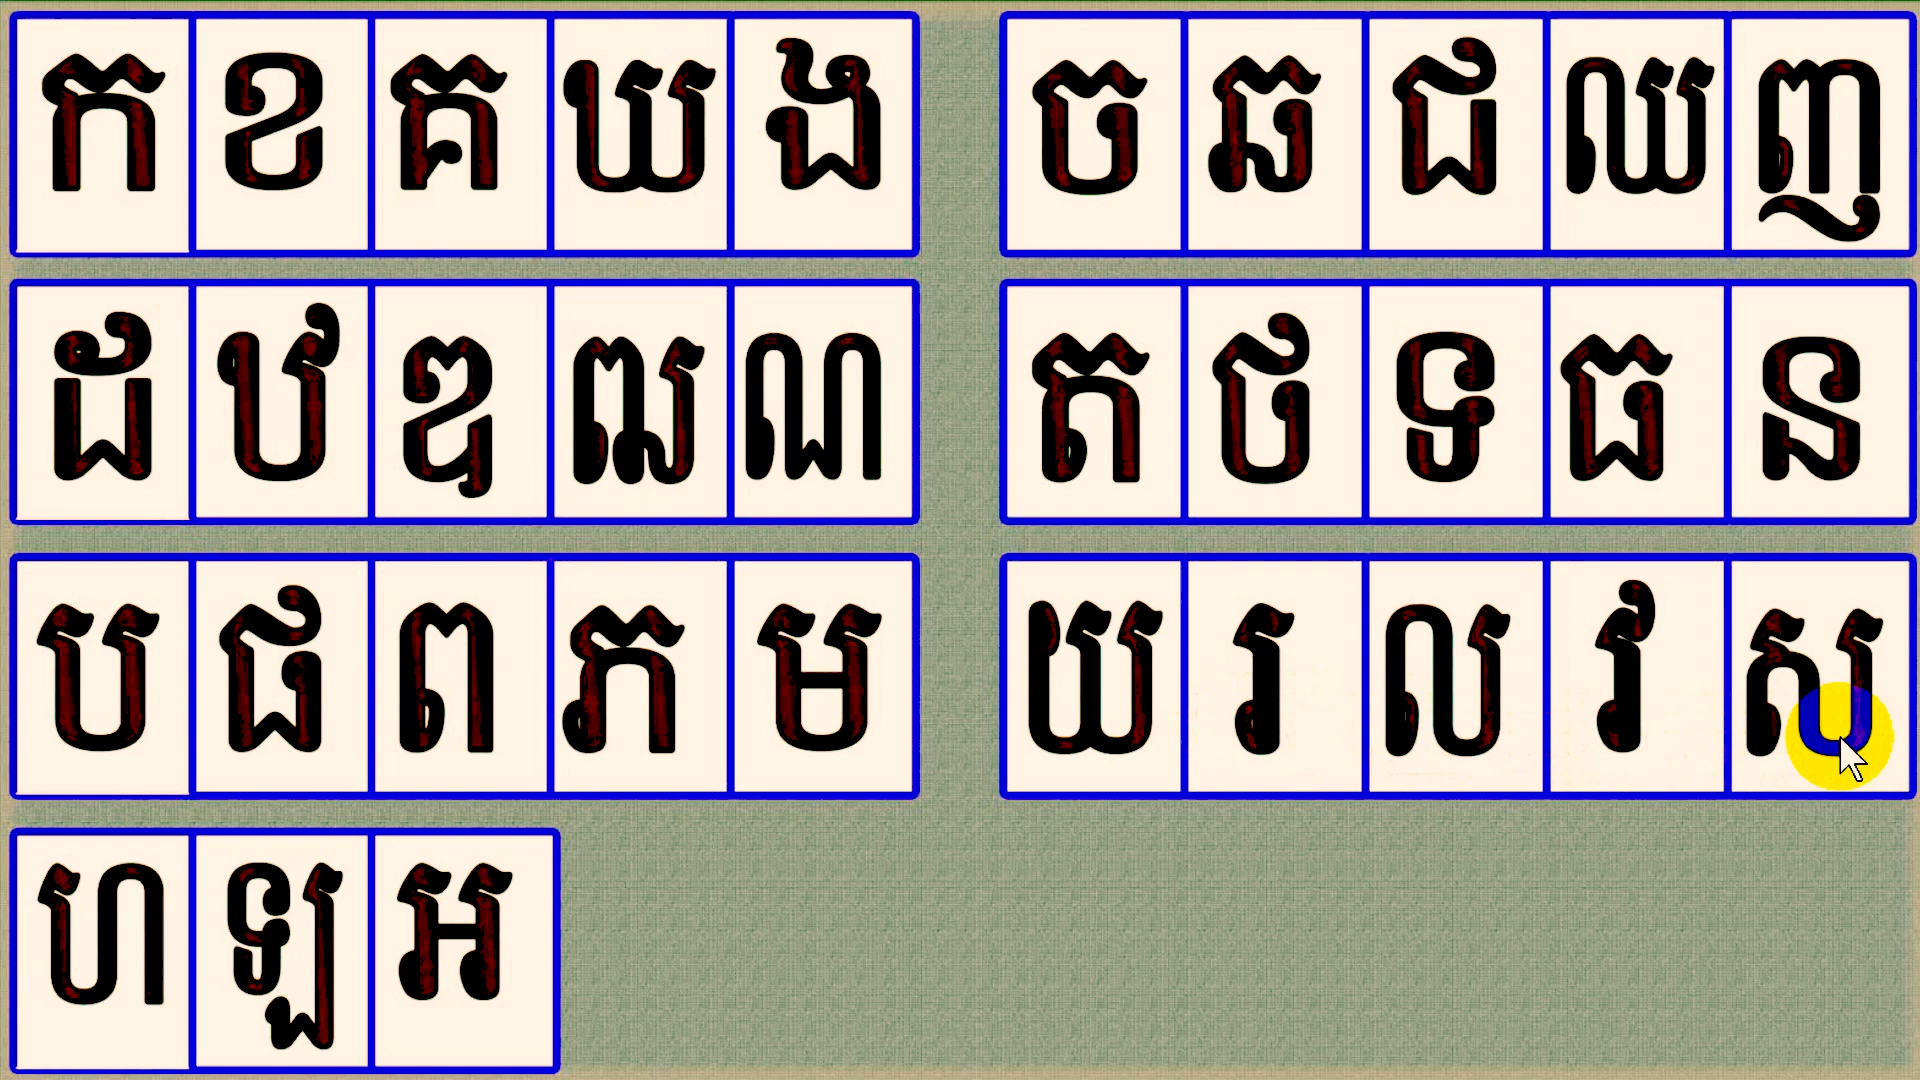 ក ខ គ ឃ ង ច ឆ ជ ឈ ញ
ដ ឋ ឌ ឍ ណ ត ថ ទ ធ ន
ប ផ ព ភ ម យ រ ល វ ស
ហ ឡ អ